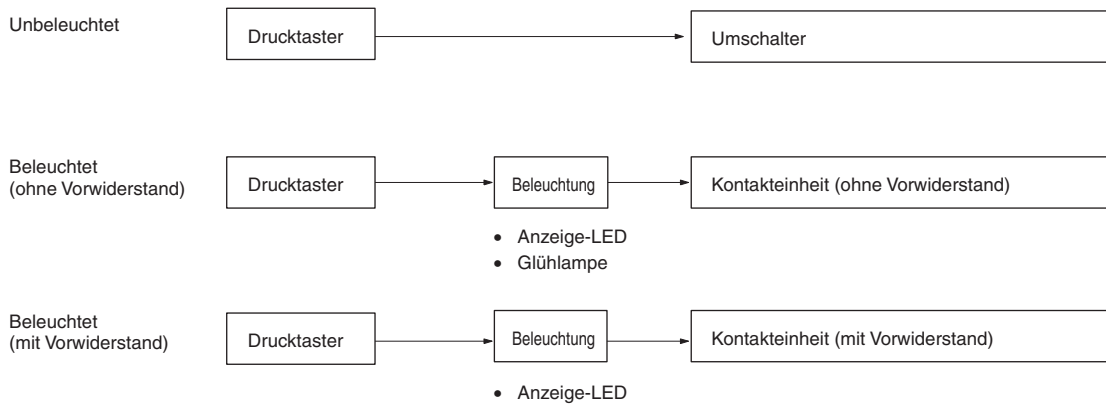 Unbeleuchtet
Drucktaster
Umschalter
Beleuchtet
(ohne Vorwiderstand)
Drucktaster
Beleuchtung
Kontakteinheit (ohne Vorwiderstand)
• Anzeige-LED
• Glühlampe
Beleuchtet
(mit Vorwiderstand)
Drucktaster
Beleuchtung
Kontakteinheit (mit Vorwiderstand)
• Anzeige-LED